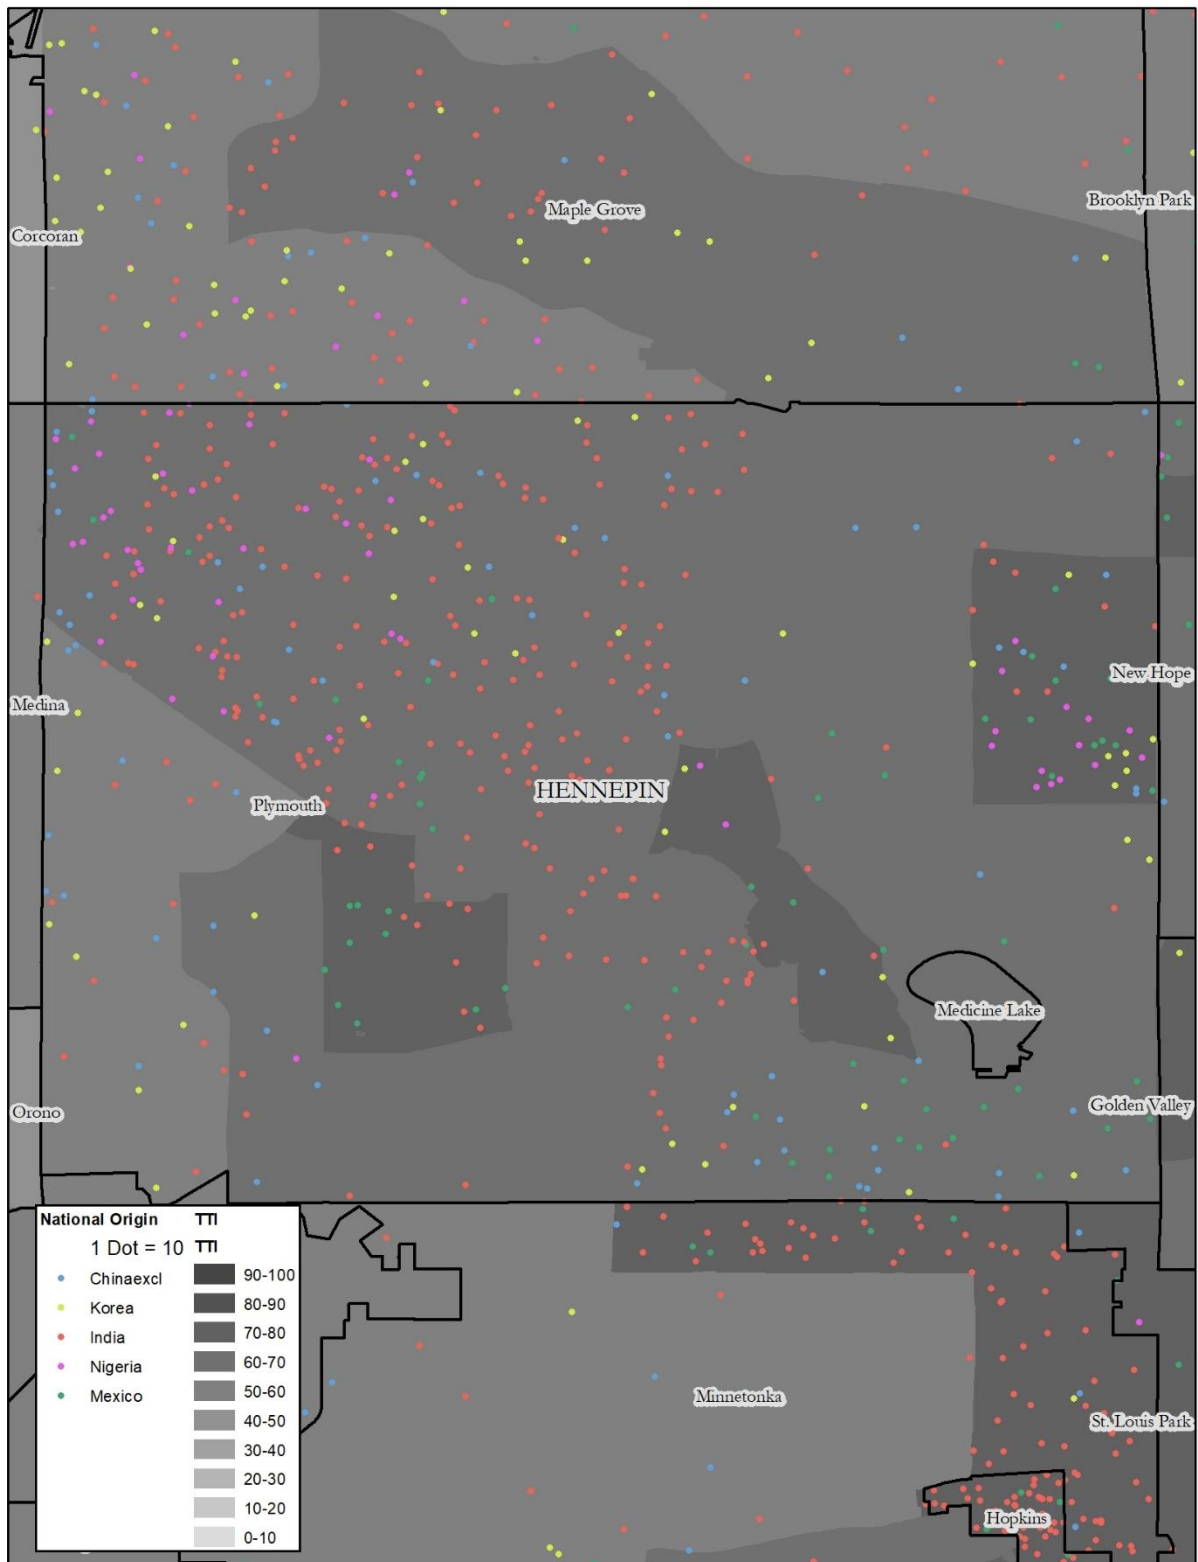 Maple Grove
Brooklyn Park
Corcoran
New Hope
Medina
HENNEPIN
Plymouth
Medicine Lake
Orono
Golden Valley
National Origin TTI
1 Dot = 10 TTI
Chinaexcl
Korea
India
Nigeria
Mexico
90-100
80-90
70-80
60-70
50-60
40-50
30-40
20-30
10-20
0-10
Minnetonka
St. Louis Park
Hopkins